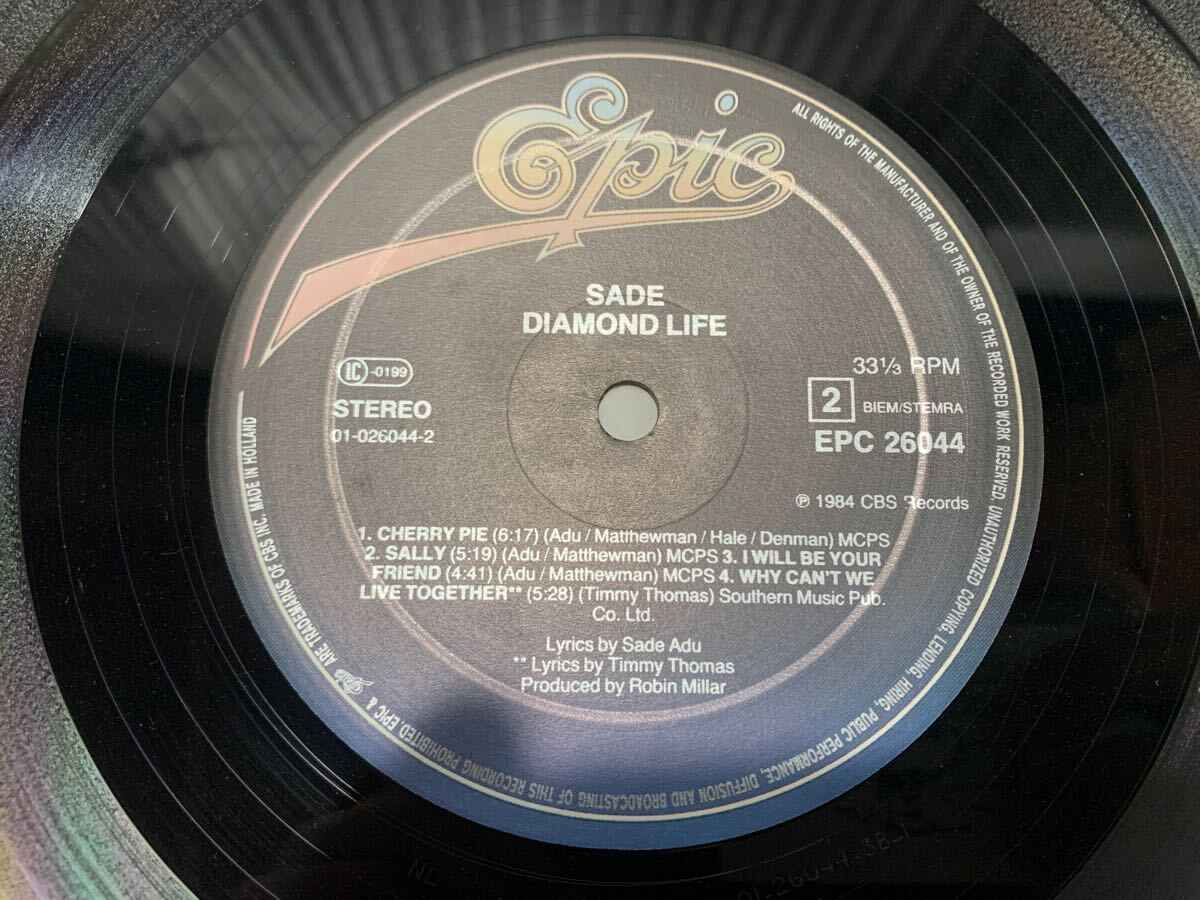 Epic
SADE
DIAMOND LIFE
LC -0199
STEREO
01-026044-2
33⅓ RPM
2
BIEM/STEMRA
EPC 26044
℗ 1984 CBS Records
1. CHERRY PIE (6:17) (Adu / Matthewman / Hale / Denman) MCPS
2. SALLY (5:19) (Adu / Matthewman) MCPS 3. I WILL BE YOUR
FRIEND (4:41) (Adu / Matthewman) MCPS 4. WHY CAN'T WE
LIVE TOGETHER** (5:28) (Timmy Thomas) Southern Music Pub.
Co. Ltd.
Lyrics by Sade Adu
** Lyrics by Timmy Thomas
Produced by Robin Millar
ALL RIGHTS OF THE MANUFACTURER AND OF THE OWNER OF THE RECORDED WORK RESERVED. UNAUTHORIZED COPYING, LENDING, HIRING, PUBLIC PERFORMANCE, DIFFUSION AND BROADCASTING OF THIS RECORDING PROHIBITED EPIC & ARE TRADEMARKS OF CBS INC. MADE IN HOLLAND
NL
01-26044-3B-1